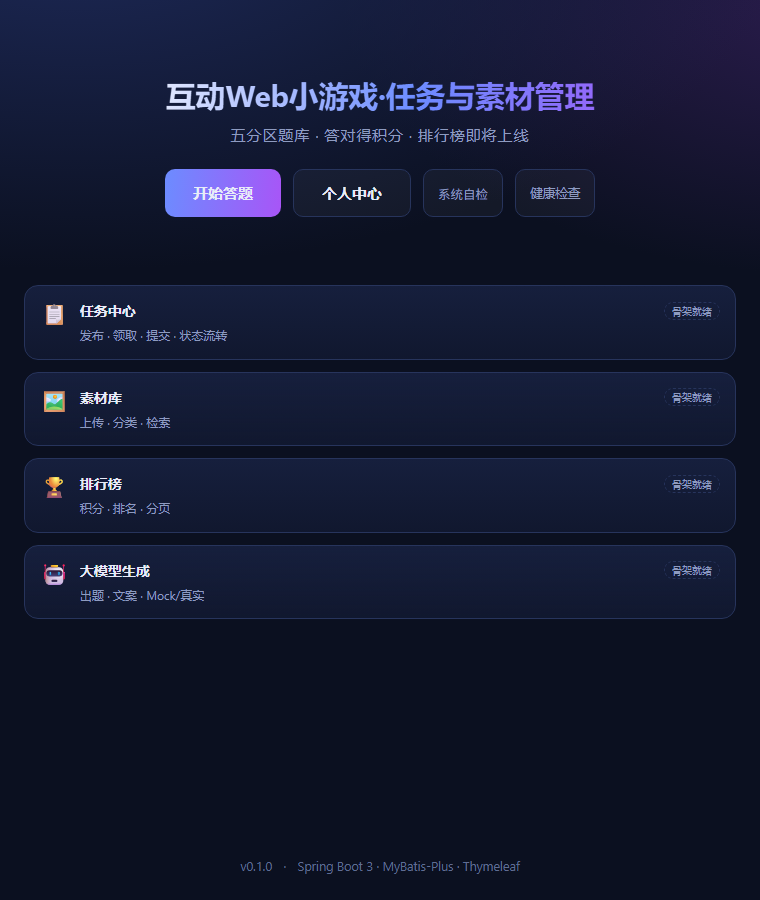 互动Web小游戏·任务与素材管理
五分区题库 · 答对得积分 · 排行榜即将上线
开始答题 个人中心 系统自检 健康检查
任务中心 骨架就绪
发布 · 领取 · 提交 · 状态流转
素材库 骨架就绪
上传 · 分类 · 检索
排行榜 骨架就绪
积分 · 排名 · 分页
大模型生成 骨架就绪
出题 · 文案 · Mock/真实
v0.1.0 · Spring Boot 3 · MyBatis-Plus · Thymeleaf